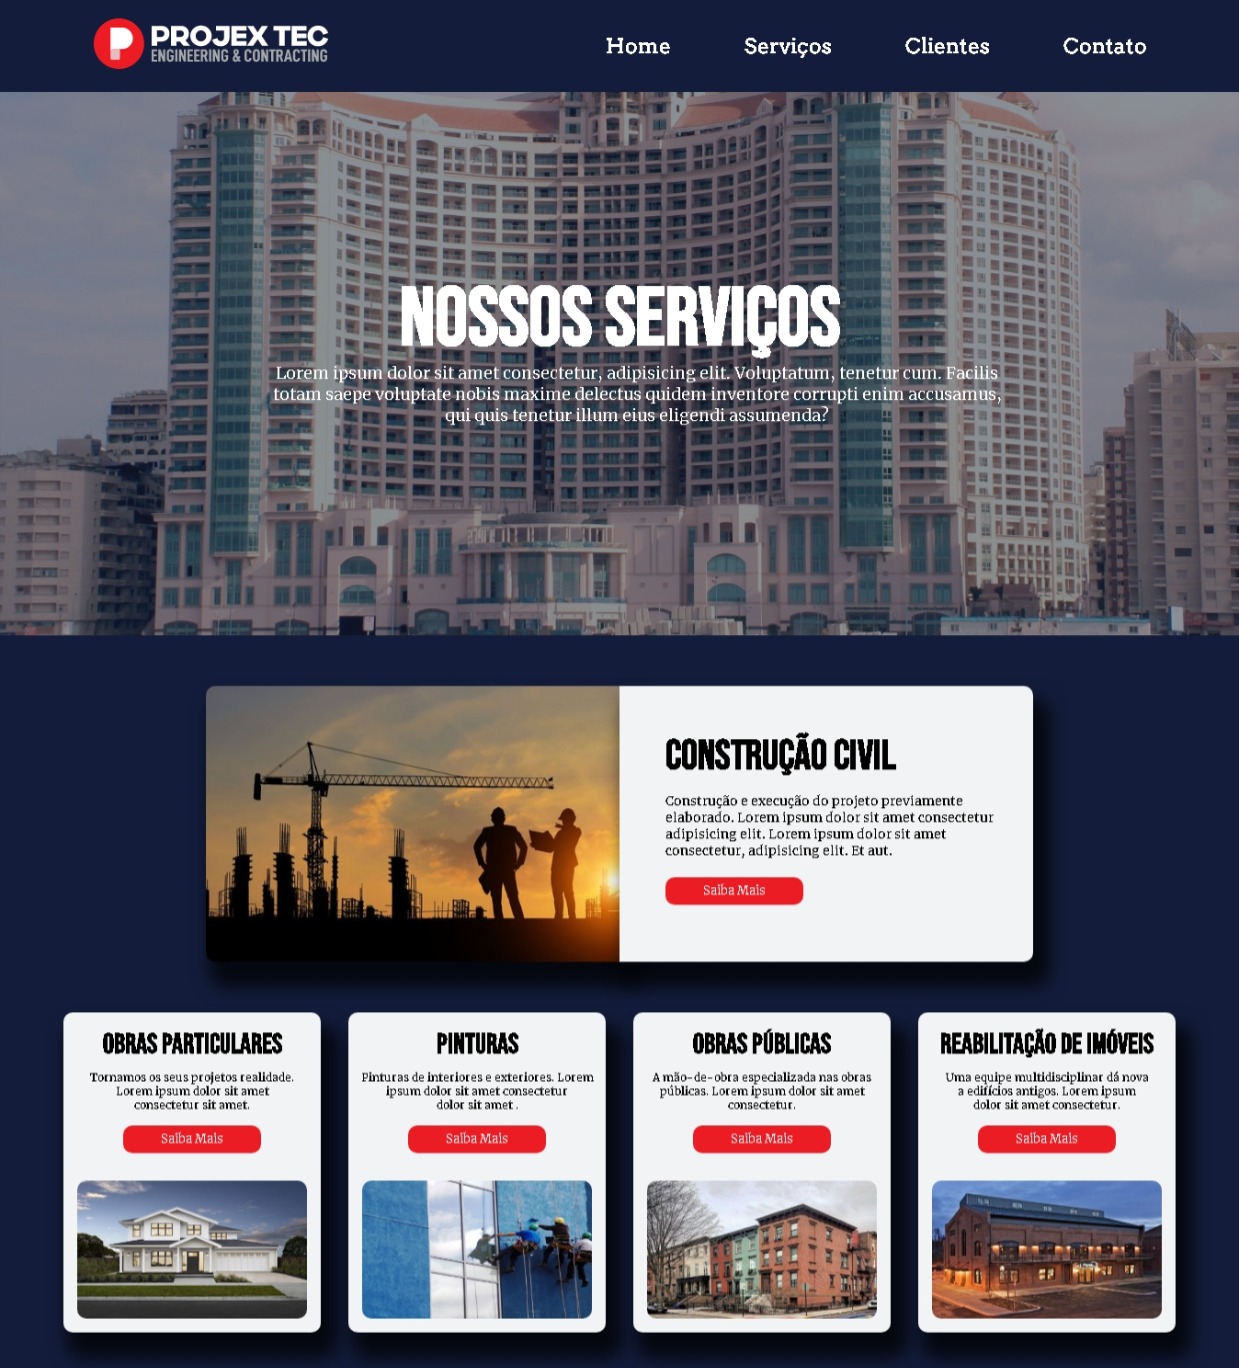 PROJEX TEC
ENGINEERING & CONTRACTING
Home
Serviços
Clientes
Contato
NOSSOS SERVIÇOS
Lorem ipsum dolor sit amet consectetur, adipisicing elit. Voluptatum, tenetur cum. Facilis
totam saepe voluptate nobis maxime delectus quidem inventore corrupti enim accusamus,
qui quis tenetur illum eius eligendi assumenda?
CONSTRUÇÃO CIVIL
Construção e execução do projeto previamente
elaborado. Lorem ipsum dolor sit amet consectetur
adipisicing elit. Lorem ipsum dolor sit amet
consectetur, adipisicing elit. Et aut.
Saiba Mais
OBRAS PARTICULARES
Tornamos os seus projetos realidade.
Lorem ipsum dolor sit amet
consectetur sit amet.
Saiba Mais
PINTURAS
Pinturas de interiores e exteriores. Lorem
ipsum dolor sit amet consectetur
dolor sit amet .
Saiba Mais
OBRAS PÚBLICAS
A mão-de-obra especializada nas obras
públicas. Lorem ipsum dolor sit amet
consectetur.
Saiba Mais
REABILITAÇÃO DE IMÓVEIS
Uma equipe multidisciplinar dá nova
a edifícios antigos. Lorem ipsum
dolor sit amet consectetur.
Saiba Mais